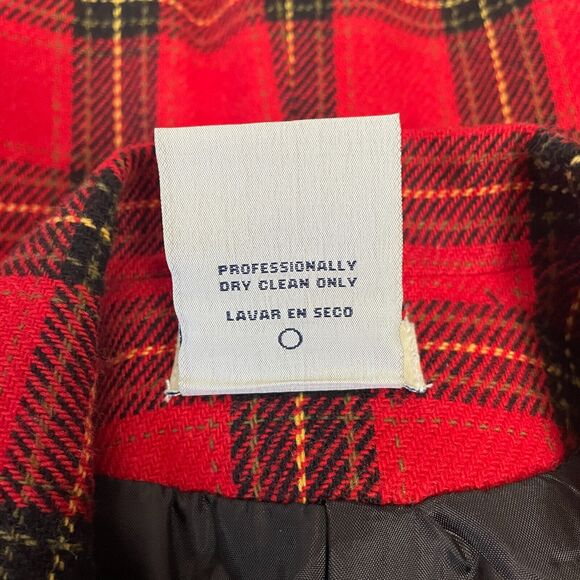 PROFESSIONALLY
DRY CLEAN ONLY
LAVAR EN SECO